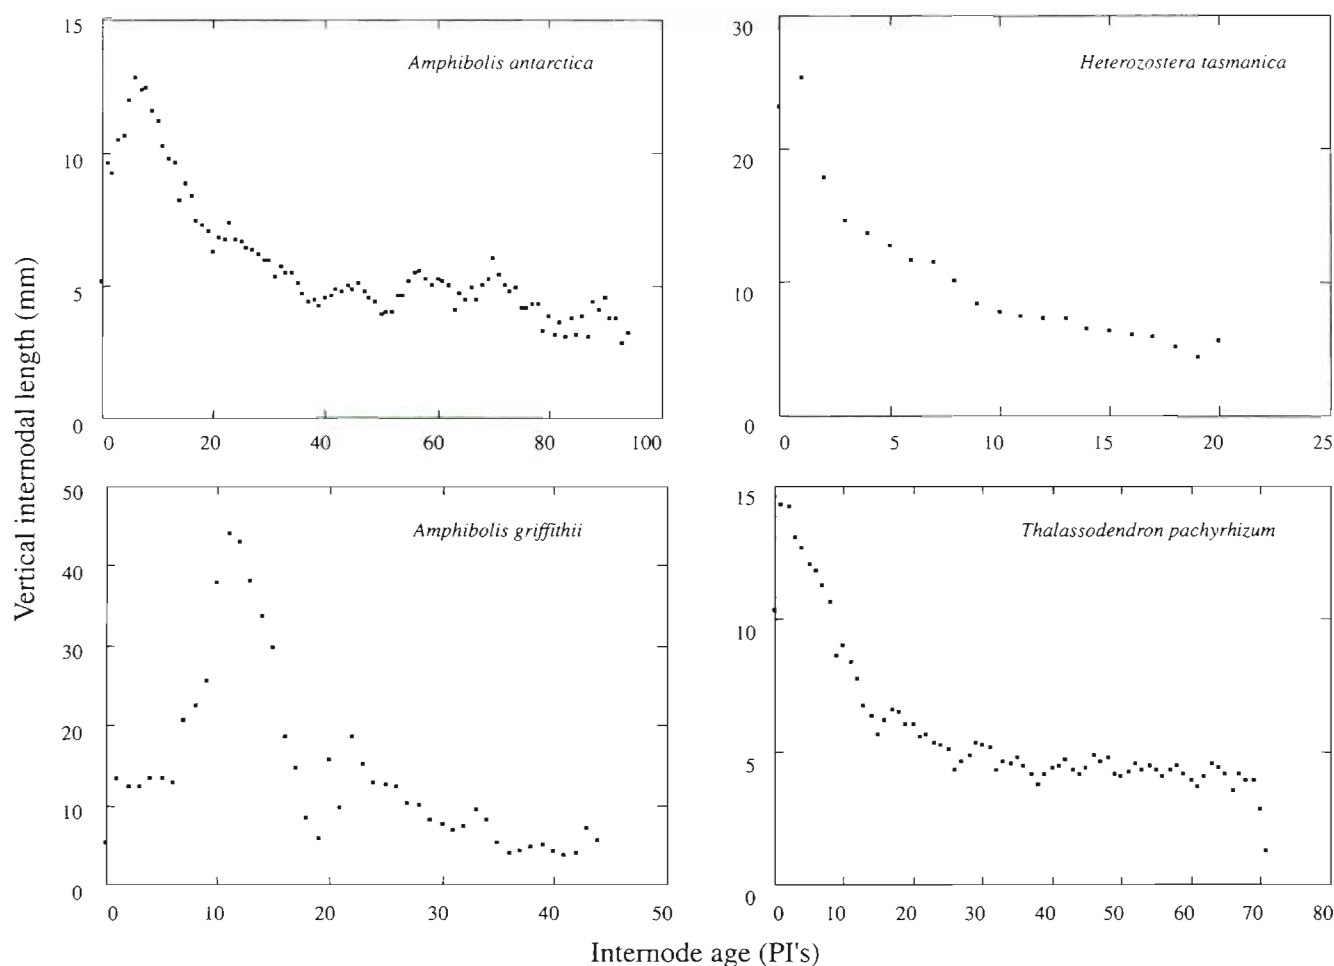 Vertical internodal length (mm)
15
10
5
0
Amphibolis antarctica
0 20 40 60 80 100
30
20
10
0
Heterozostera tasmanica
0 5 10 15 20 25
50
40
30
20
10
0
Amphibolis griffithii
0 10 20 30 40 50
15
10
5
0
Thalassodendron pachyrhizum
0 10 20 30 40 50 60 70 80
Internode age (PI's)